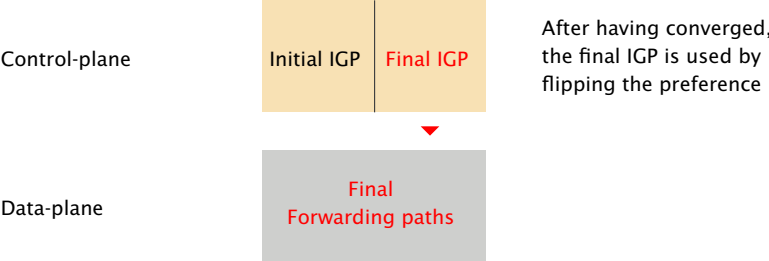 Control-plane
Initial IGP
Final IGP
After having converged,
the final IGP is used by
flipping the preference
Data-plane
Final
Forwarding paths